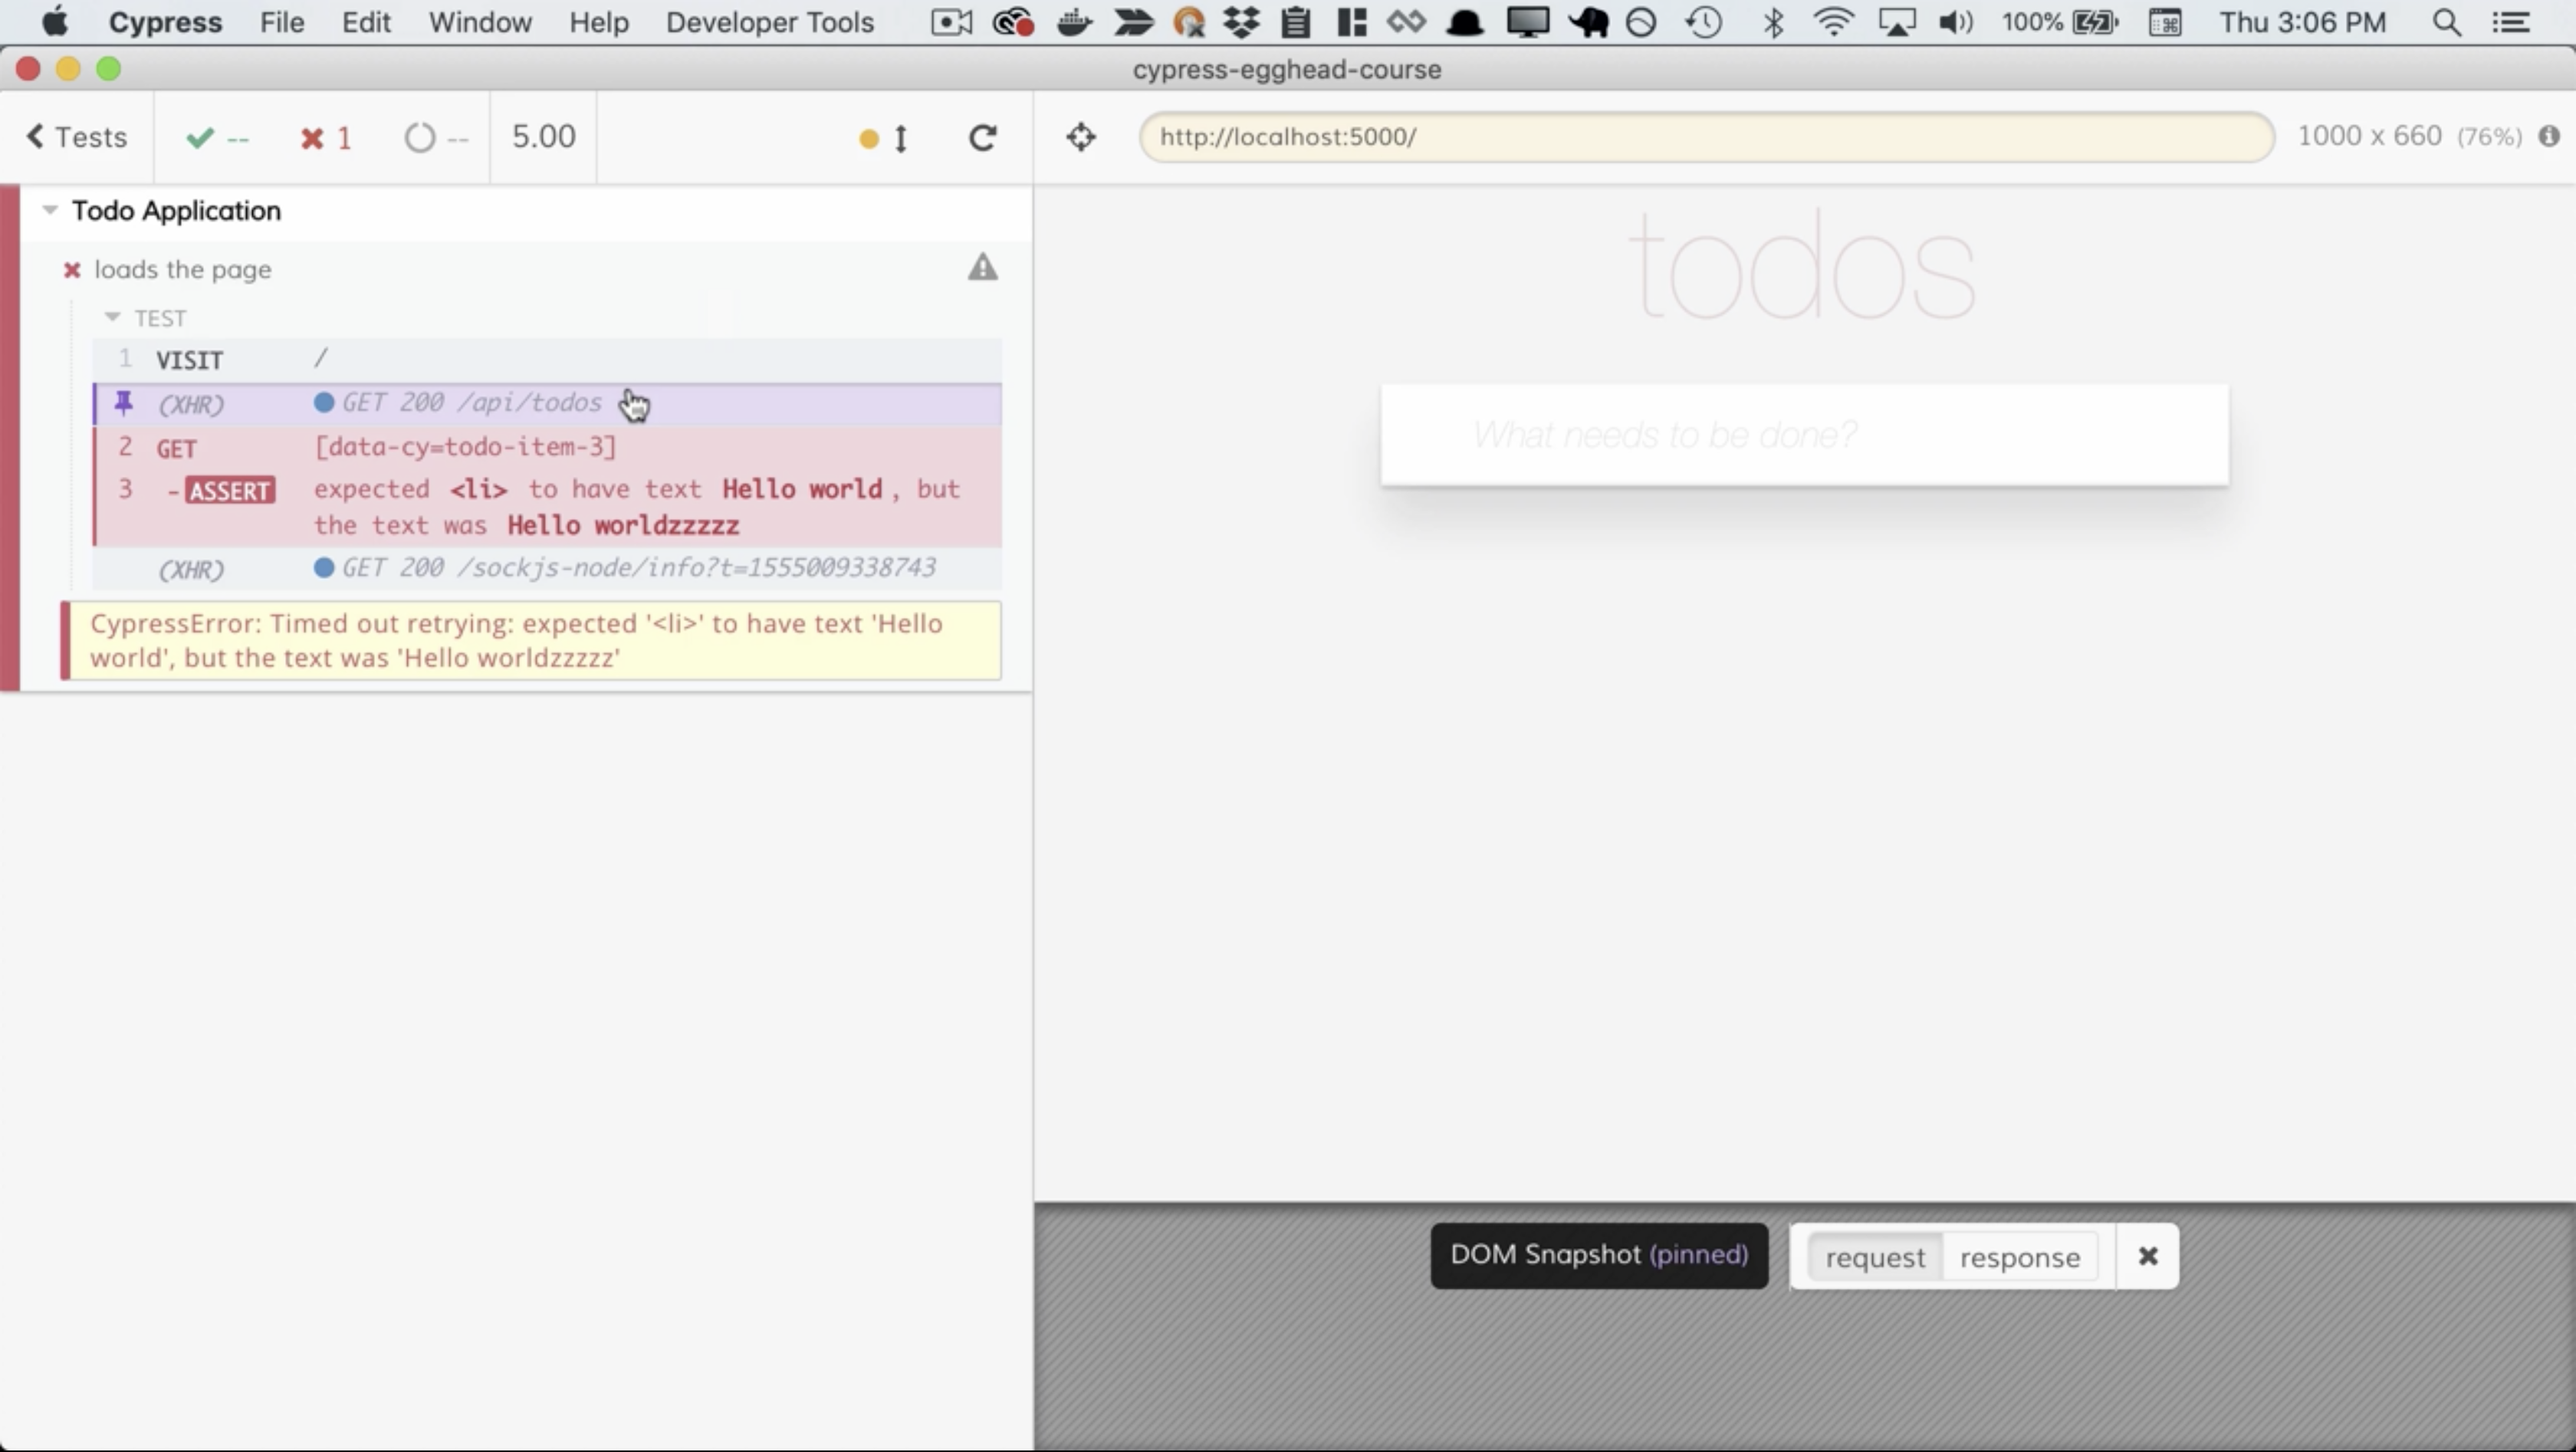 Cypress File Edit Window Help Developer Tools 100% Thu 3:06 PM
cypress-egghead-course
Tests -- 1 -- 5.00
http://localhost:5000/ 1000 x 660 (76%)
Todo Application
loads the page
TEST
1 VISIT /
(XHR) GET 200 /api/todos
2 GET [data-cy=todo-item-3]
3 -ASSERT expected <li> to have text Hello world , but
the text was Hello worldzzzzz
(XHR) GET 200 /sockjs-node/info?t=1555009338743
CypressError: Timed out retrying: expected '<li>' to have text 'Hello
world', but the text was 'Hello worldzzzzz'
todos
What needs to be done?
DOM Snapshot (pinned) request response